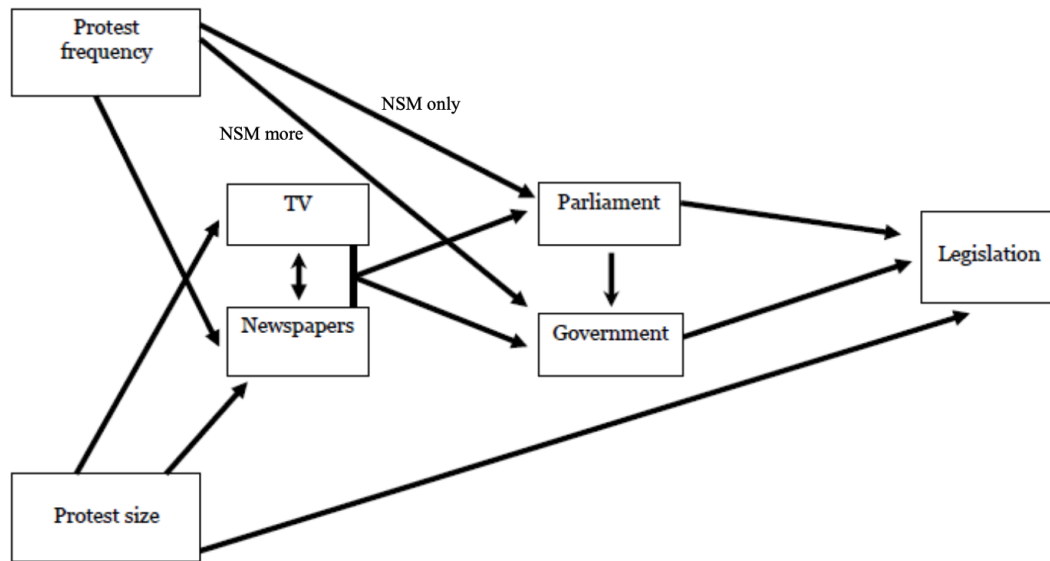 Protest
frequency
NSM only
NSM more
TV
Parliament
Legislation
Newspapers
Government
Protest size